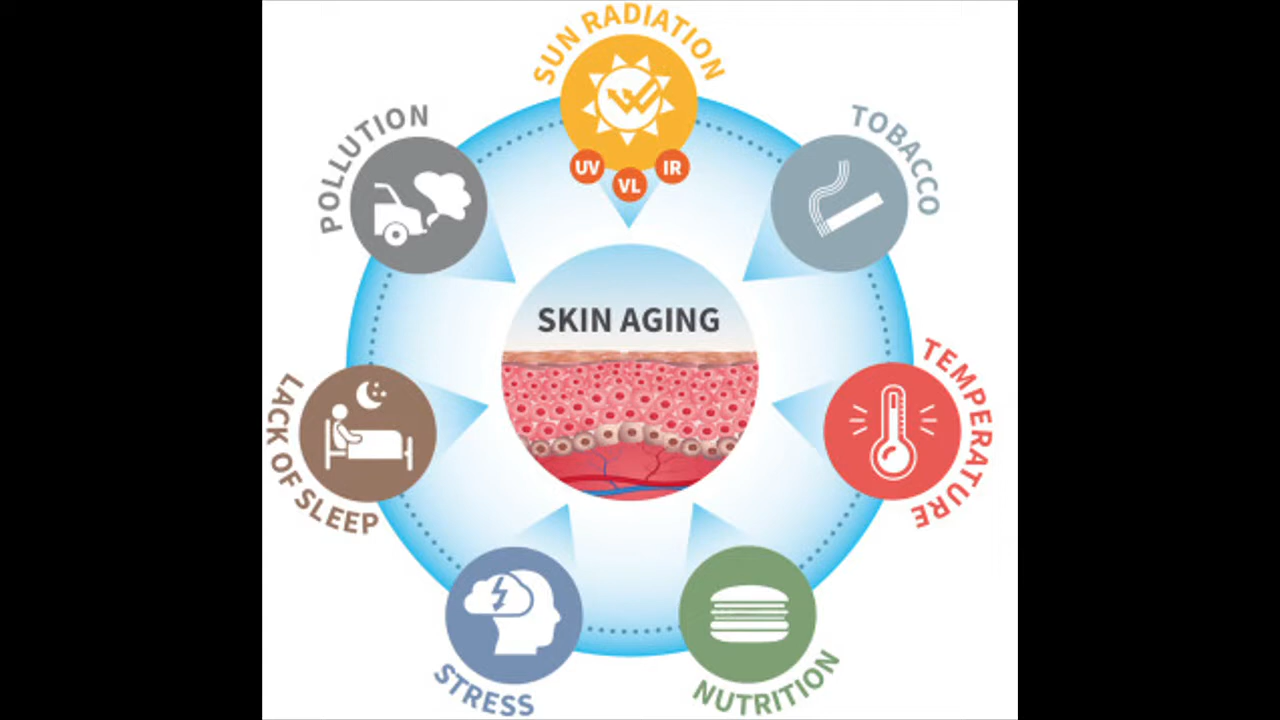 SUN RADIATION
UV
VL
IR
TOBACCO
TEMPERATURE
NUTRITION
STRESS
LACK OF SLEEP
POLLUTION
SKIN AGING